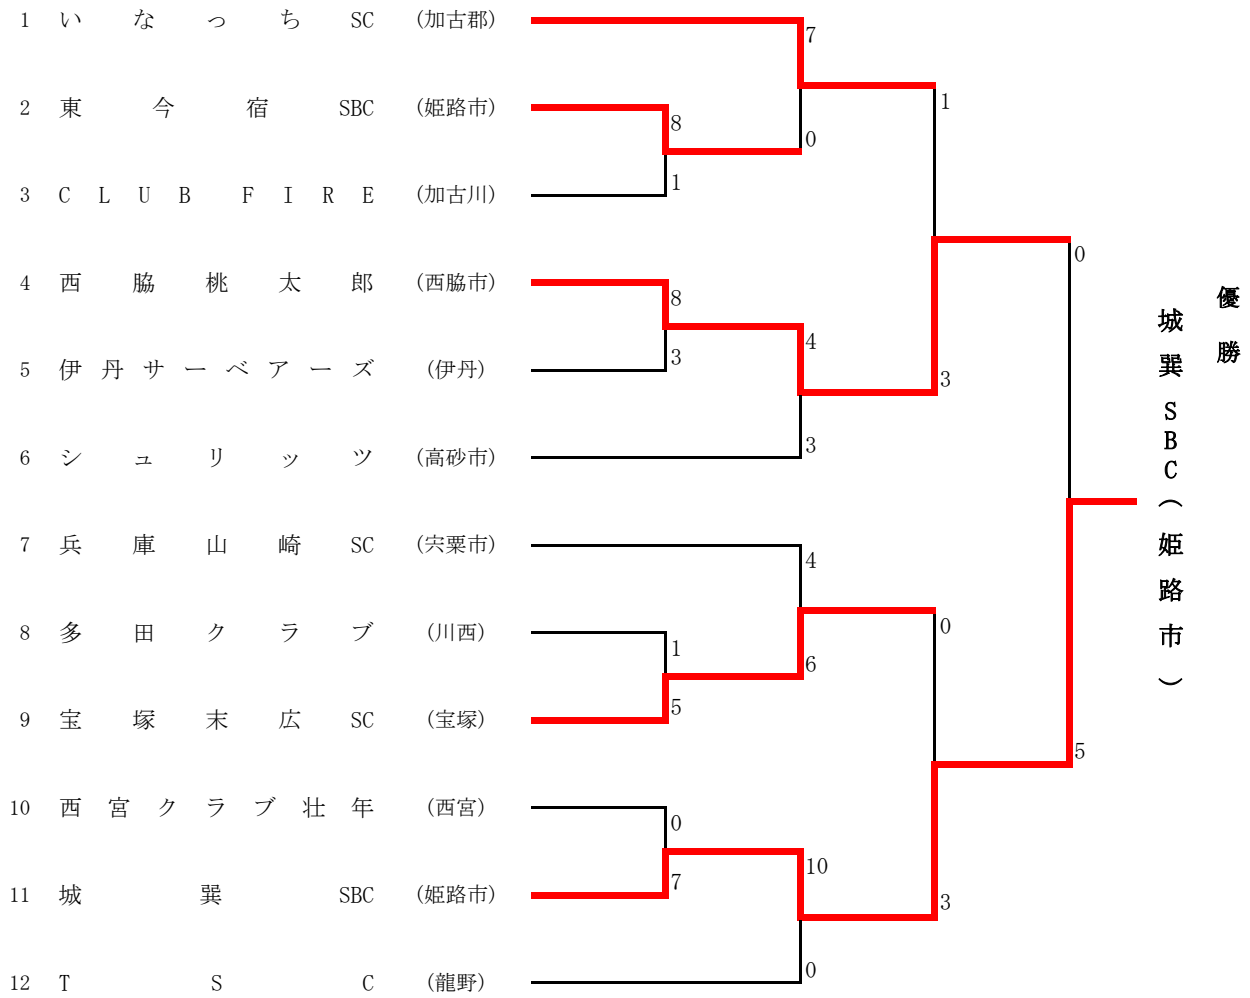 1 いなっち SC (加古郡)
7
2 東今宿 SBC (姫路市)
1
8
0
3 CLUB FIRE (加古川)
1
4 西脇桃太郎 (西脇市)
0
8
4
5 伊丹サーベアーズ (伊丹)
3
3
6 シュリッツ (高砂市)
3
7 兵庫山崎 SC (宍粟市)
4
8 多田クラブ (川西)
0
1
6
9 宝塚末広 SC (宝塚)
5
5
10 西宮クラブ壮年 (西宮)
0
10
11 城巽 SBC (姫路市)
7
3
12 TSC (龍野)
0
優勝
城巽SBC(姫路市)